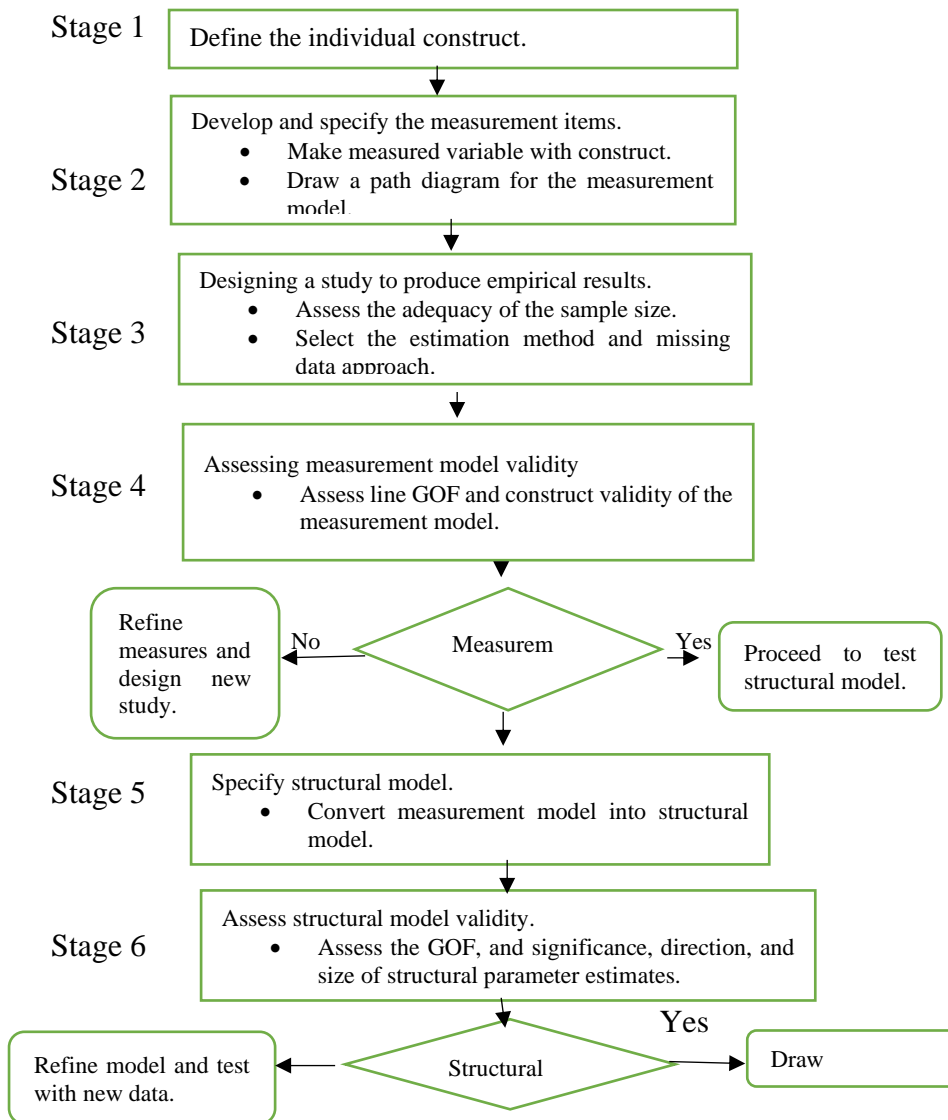 Stage 1
Define the individual construct.
Stage 2
Develop and specify the measurement items.
• Make measured variable with construct.
• Draw a path diagram for the measurement
model.
Stage 3
Designing a study to produce empirical results.
• Assess the adequacy of the sample size.
• Select the estimation method and missing
data approach.
Stage 4
Assessing measurement model validity
• Assess line GOF and construct validity of the
measurement model.
Refine
measures and
design new
study.
No
Measurem
Yes
Proceed to test
structural model.
Stage 5
Specify structural model.
• Convert measurement model into structural
model.
Stage 6
Assess structural model validity.
• Assess the GOF, and significance, direction, and
size of structural parameter estimates.
Refine model and test
with new data.
Structural
Yes
Draw